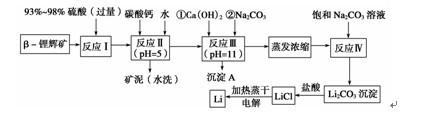 93%~98%硫酸（过量） 碳酸钙 水 ①Ca(OH)₂ ②Na₂CO₃ 饱和 Na₂CO₃ 溶液
β-锂辉矿 反应Ⅰ 反应Ⅱ（pH=5） 反应Ⅲ（pH=11） 蒸发浓缩 反应Ⅳ
矿泥（水洗） 沉淀 A
Li 加热蒸干 电解 LiCl 盐酸 Li₂CO₃ 沉淀